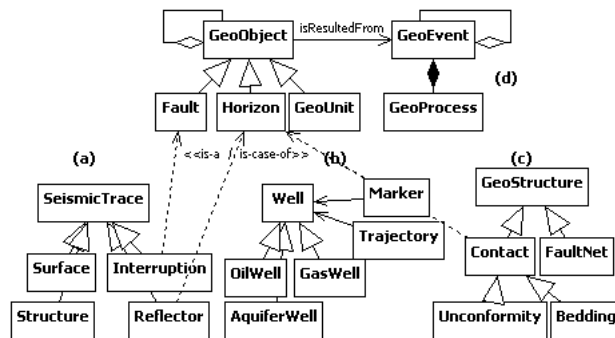 GeoObject
isResultedFrom
GeoEvent
(d)
Fault
Horizon
GeoUnit
GeoProcess
(a)
<<is-a / is-case-of>>
(b)
(c)
SeismicTrace
Well
Marker
GeoStructure
Trajectory
Surface
Interruption
OilWell
GasWell
Contact
FaultNet
Structure
Reflector
AquiferWell
Unconformity
Bedding